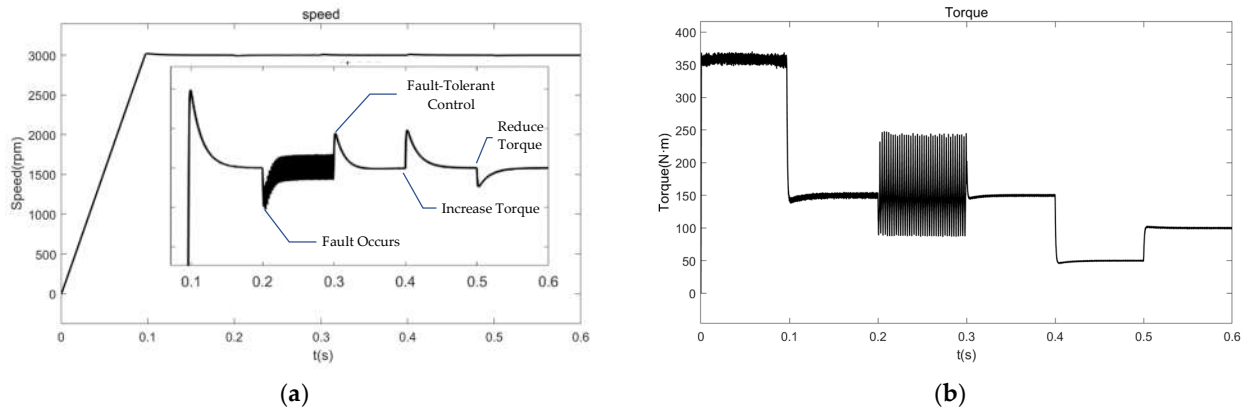 speed
3000
2500
2000
1500
1000
500
0
Speed(rpm)
0 0.1 0.2 0.3 0.4 0.5 0.6
t(s)
Fault-Tolerant
Control
Reduce
Torque
Increase Torque
Fault Occurs
0.1 0.2 0.3 0.4 0.5 0.6
(a)
Torque
400
350
300
250
200
150
100
50
0
Torque(N·m)
0 0.1 0.2 0.3 0.4 0.5 0.6
t(s)
(b)